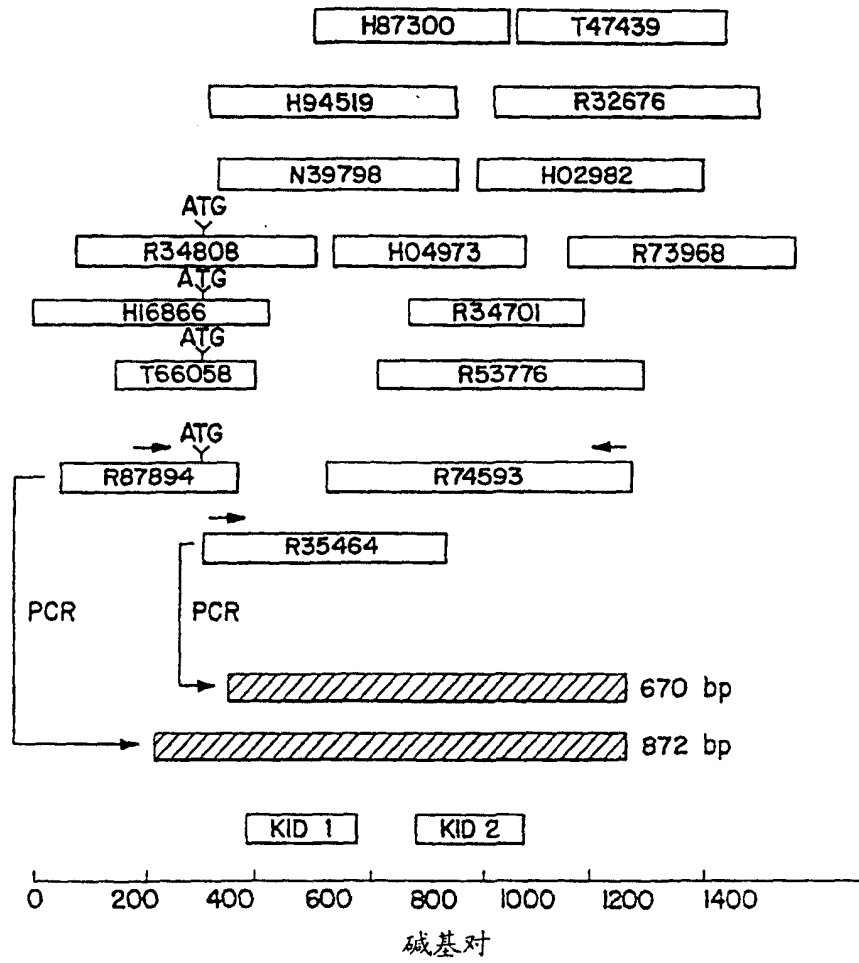 H87300 T47439
H94519 R32676
N39798 H02982
ATG
R34808 H04973 R73968
ATG
H16866 R34701
ATG
T66058 R53776
ATG
R87894 R74593
R35464
PCR PCR
670 bp
872 bp
KID 1 KID 2
0 200 400 600 800 1000 1200 1400
碱基对